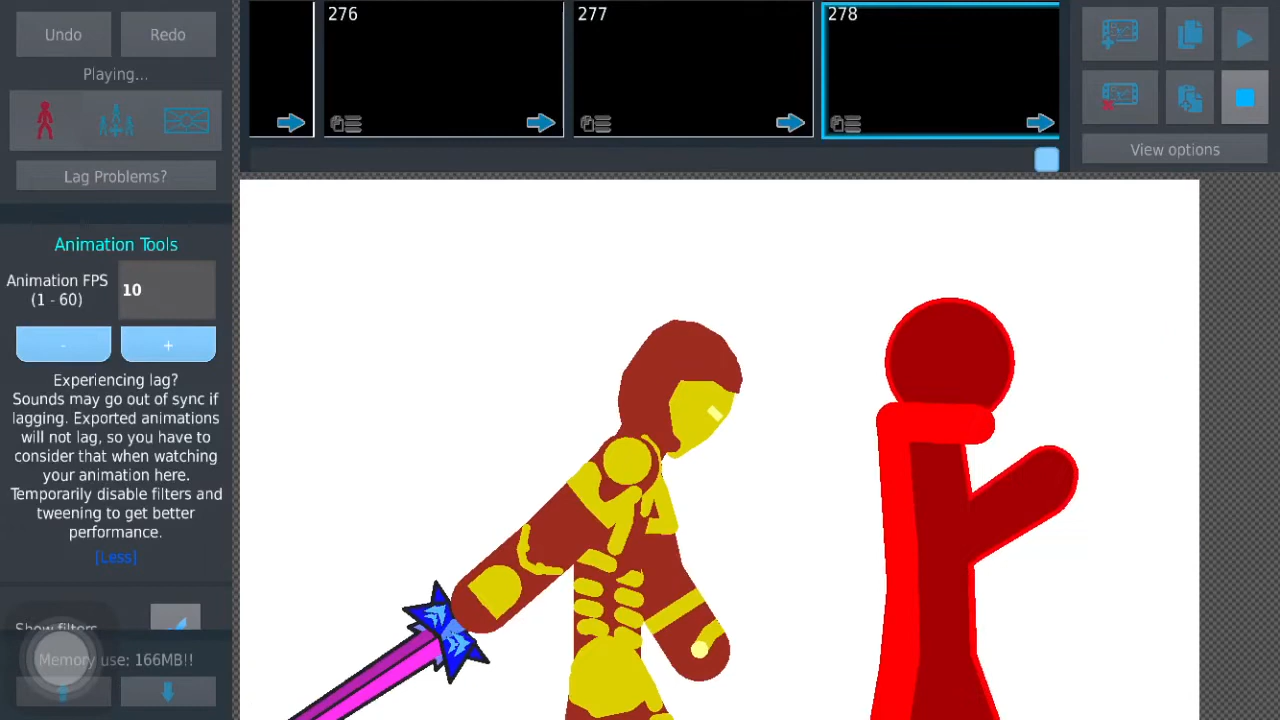 Undo
Redo
Playing...
Lag Problems?
276
277
278
View options
Animation Tools
Animation FPS
(1 - 60)
10
-
+
Experiencing lag?
Sounds may go out of sync if
lagging. Exported animations
will not lag, so you have to
consider that when watching
your animation here.
Temporarily disable filters and
tweening to get better
performance.
[Less]
Show filters
Memory use: 166MB!!